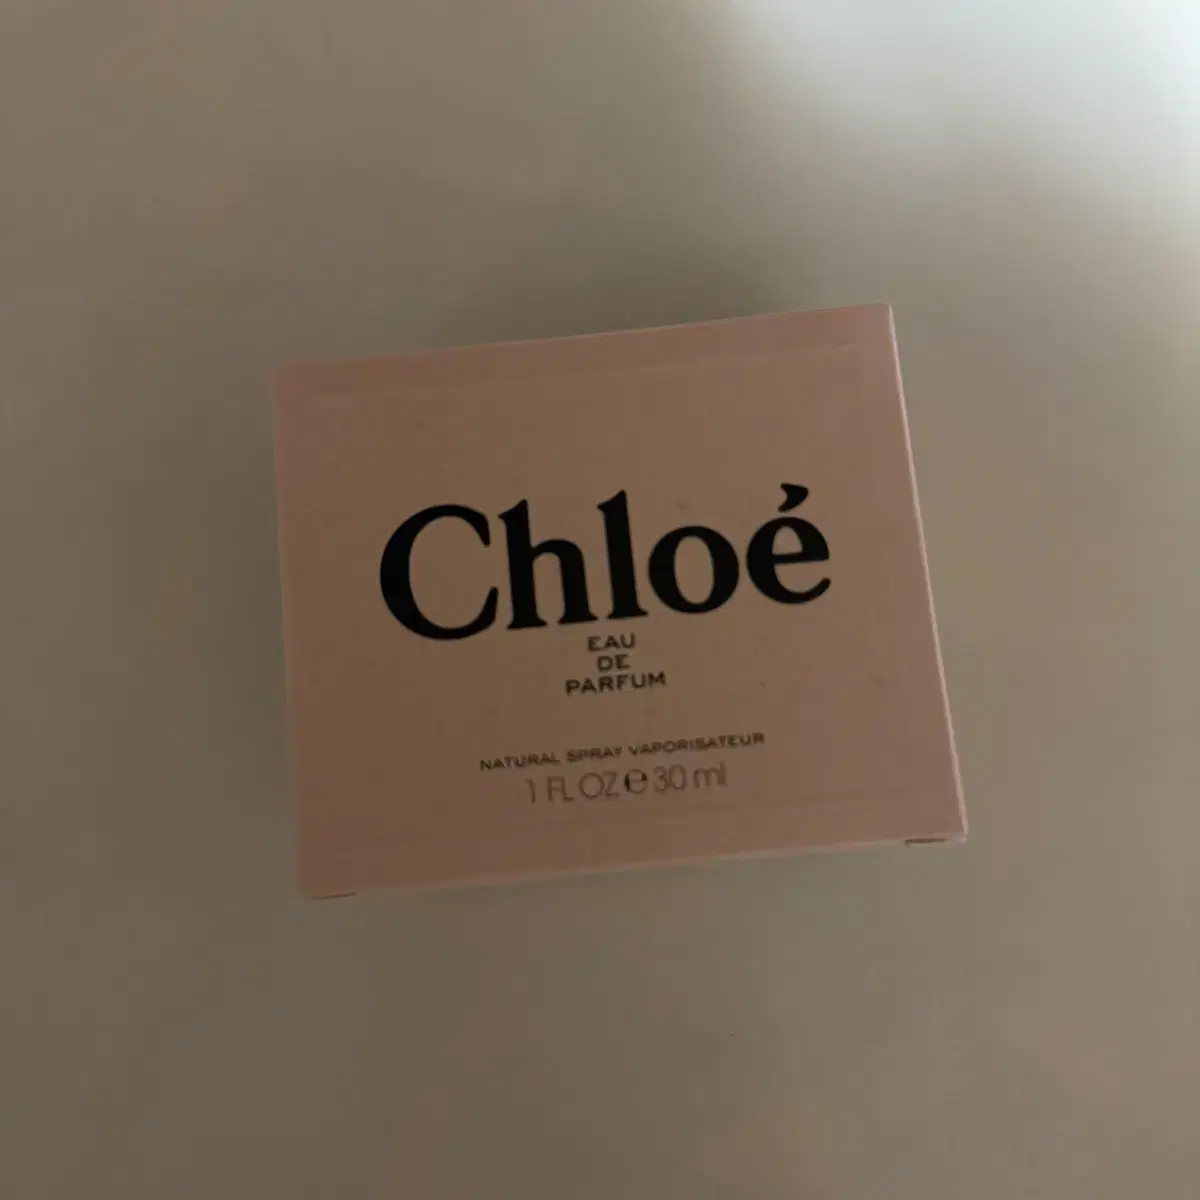 Chloé
EAU
DE
PARFUM
NATURAL SPRAY VAPORISATEUR
1 FL OZ ℮ 30 ml